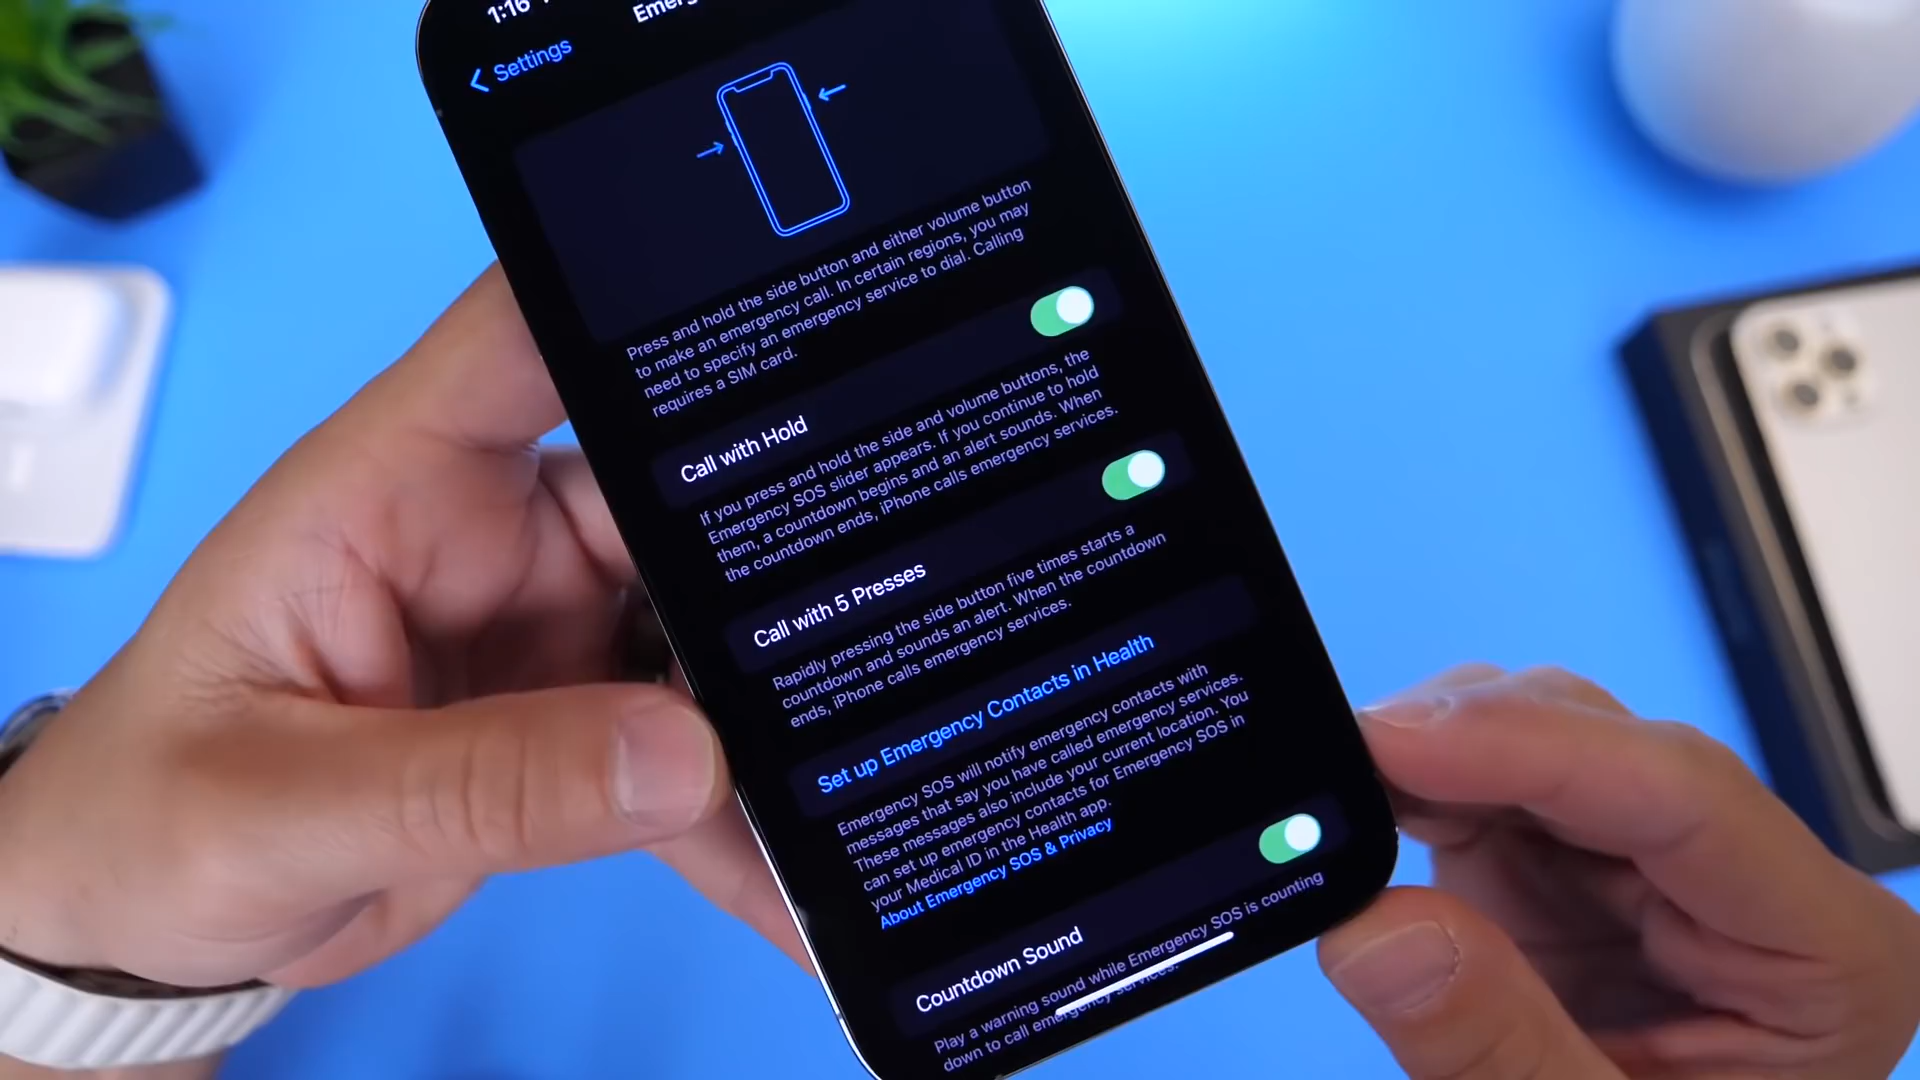 1:16
Settings
Press and hold the side button and either volume button
to make an emergency call. In certain regions, you may
need to specify an emergency service to dial. Calling
requires a SIM card.
Call with Hold
If you press and hold the side and volume buttons, the
Emergency SOS slider appears. If you continue to hold
them, a countdown begins and an alert sounds. When
the countdown ends, iPhone calls emergency services.
Call with 5 Presses
Rapidly pressing the side button five times starts a
countdown and sounds an alert. When the countdown
ends, iPhone calls emergency services.
Set up Emergency Contacts in Health
Emergency SOS will notify emergency contacts with
messages that say you have called emergency services.
These messages also include your current location. You
can set up emergency contacts for Emergency SOS in
your Medical ID in the Health app.
About Emergency SOS & Privacy
Countdown Sound
Play a warning sound while Emergency SOS is counting
down to call emergency services.